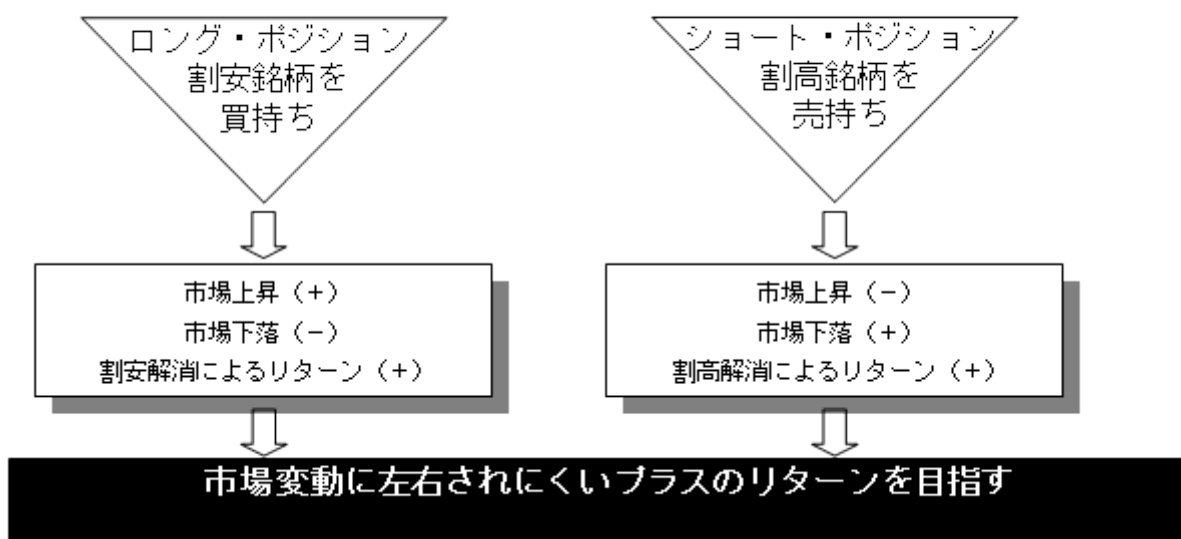 ロング・ポジション
割安銘柄を
買持ち
ショート・ポジション
割高銘柄を
売持ち
市場上昇（＋）
市場下落（－）
割安解消によるリターン（＋）
市場上昇（－）
市場下落（＋）
割高解消によるリターン（＋）
市場変動に左右されにくいプラスのリターンを目指す